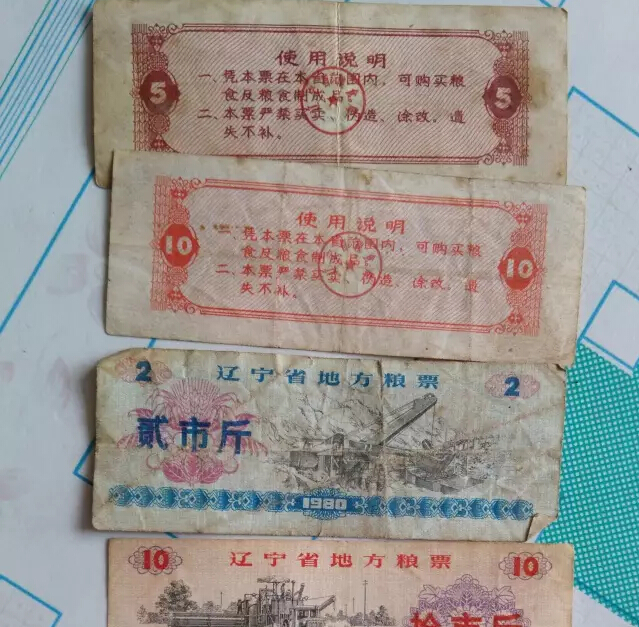 使用说明
5
一、凭本票在本省范围内，可购买粮
5
食及粮食制成品。
二、本票严禁买卖、伪造、涂改，遗
失不补。
使用说明
10
一、凭本票在本省范围内，可购买粮
10
食及粮食制成品。
二、本票严禁买卖、伪造、涂改，遗
失不补。
2
辽宁省地方粮票
2
贰市斤
1980
10
辽宁省地方粮票
10
拾市斤